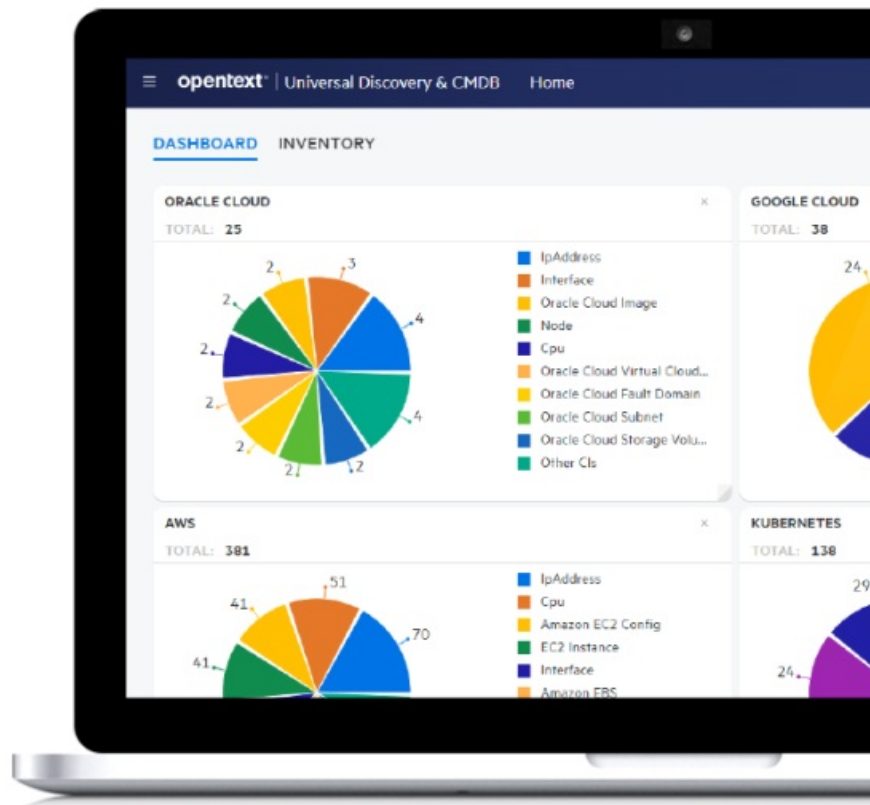 ≡ opentext™ | Universal Discovery & CMDB Home
DASHBOARD INVENTORY
ORACLE CLOUD ×
TOTAL: 25
2
3
2
4
2
2
4
2
2
2
IpAddress
Interface
Oracle Cloud Image
Node
Cpu
Oracle Cloud Virtual Cloud...
Oracle Cloud Fault Domain
Oracle Cloud Subnet
Oracle Cloud Storage Volu...
Other CIs
GOOGLE CLOUD
TOTAL: 38
24
AWS ×
TOTAL: 381
51
41
70
41
IpAddress
Cpu
Amazon EC2 Config
EC2 Instance
Interface
Amazon EBS
KUBERNETES
TOTAL: 138
29
24